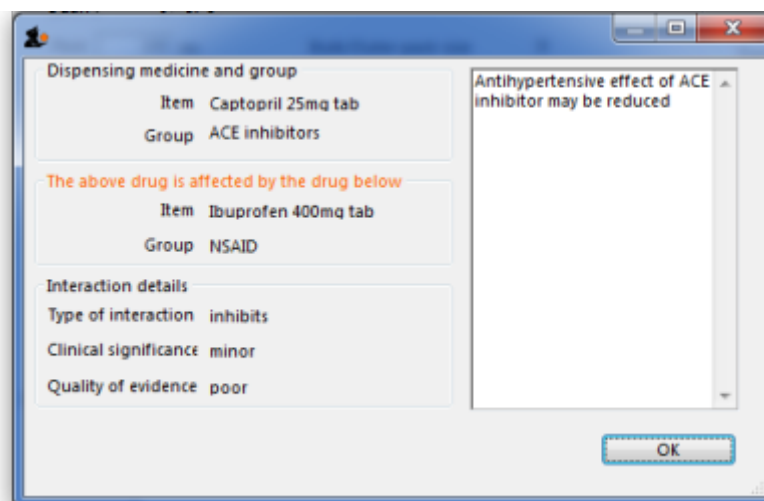 Dispensing medicine and group
Item Captopril 25mg tab
Group ACE inhibitors
The above drug is affected by the drug below
Item Ibuprofen 400mg tab
Group NSAID
Interaction details
Type of interaction inhibits
Clinical significance minor
Quality of evidence poor
Antihypertensive effect of ACE
inhibitor may be reduced
OK